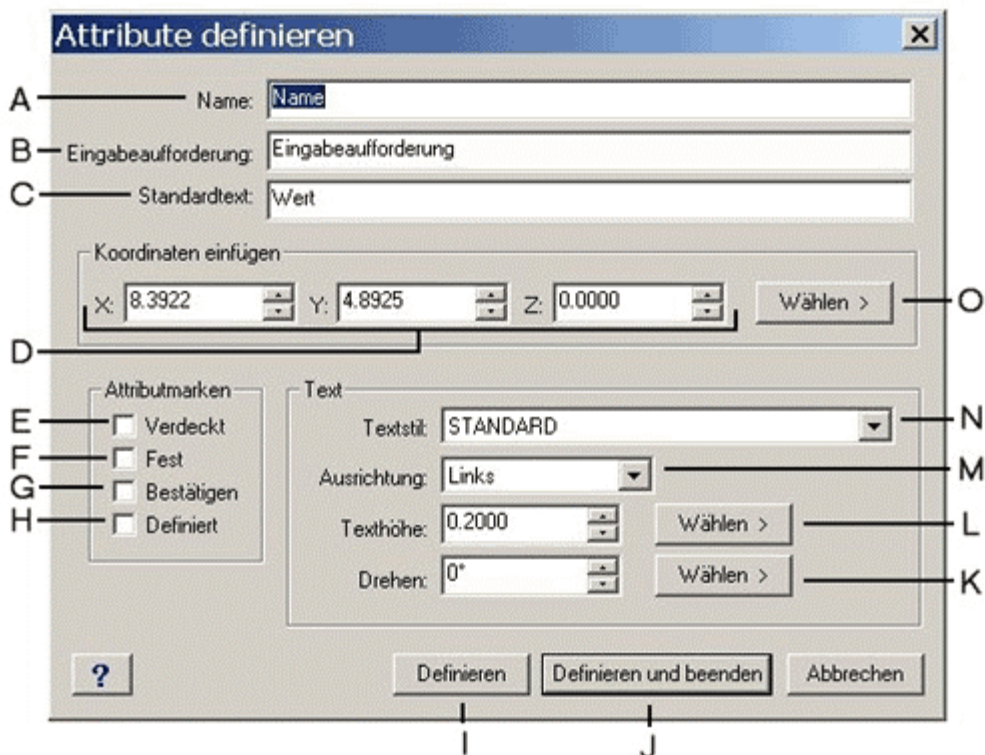 Attribute definieren
A Name: Name
B Eingabeaufforderung: Eingabeaufforderung
C Standardtext: Wert
Koordinaten einfügen
X: 8.3922 Y: 4.8925 Z: 0.0000 Wählen > O
D
Attributmarken
E Verdeckt
F Fest
G Bestätigen
H Definiert
Text
Textstil: STANDARD N
Ausrichtung: Links M
Texthöhe: 0.2000 Wählen > L
Drehen: 0° Wählen > K
? Definieren Definieren und beenden Abbrechen
I J